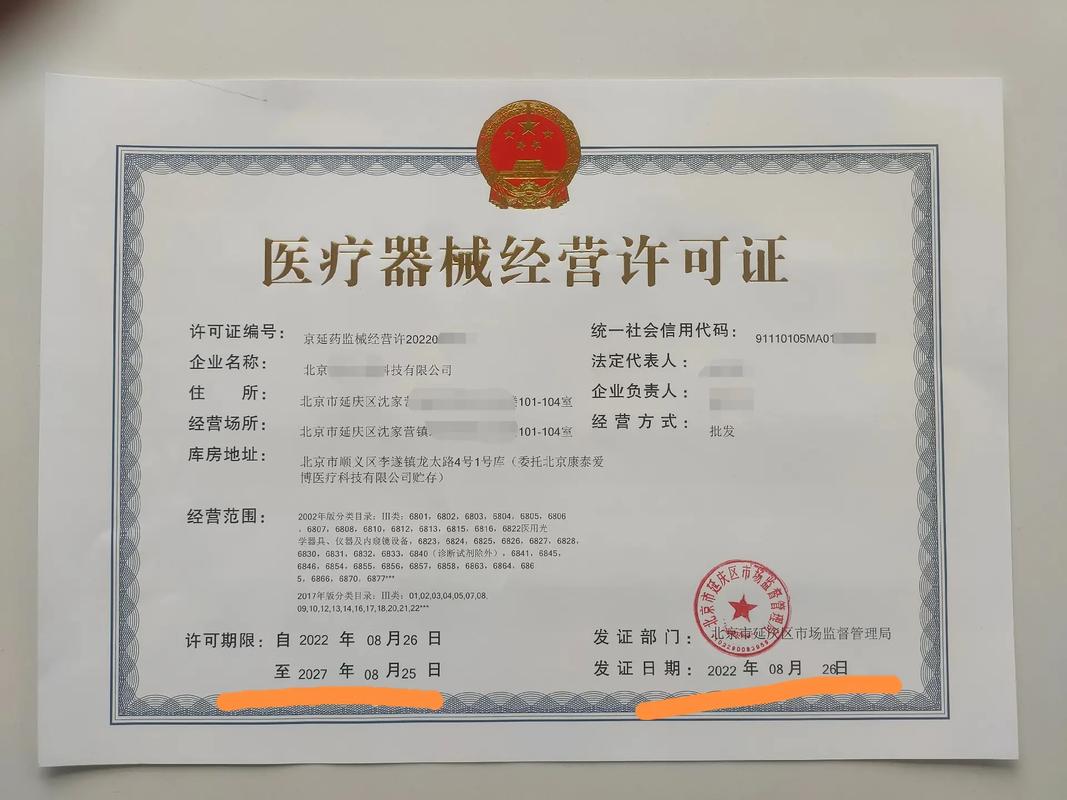 医疗器械经营许可证
许可证编号：京延药监械经营许20220
统一社会信用代码：91110105MA01
企业名称：北京 科技有限公司
法定代表人：
住 所：北京市延庆区沈家营 101-104室
企业负责人：
经营场所：北京市延庆区沈家营镇 101-104室
经营方式：批发
库房地址：北京市顺义区李遂镇龙太路4号1号库（委托北京康泰爱
博医疗科技有限公司贮存）
经营范围：2002年版分类目录：III类：6801，6802，6803，6804，6805，6806
，6807，6808，6810，6812，6813，6815，6816，6822医用光
学器具、仪器及内窥镜设备，6823，6824，6825，6826，6827，6828，
6830，6831，6832，6833，6840（诊断试剂除外），6841，6845，
6846，6854，6855，6856，6857，6858，6863，6864，686
5，6866，6870，6877***
2017年版分类目录：III类：01,02,03,04,05,07,08,
09,10,12,13,14,16,17,18,20,21,22***
许可期限：自 2022 年 08 月 26 日
至 2027 年 08 月 25 日
发证部门：北京市延庆区市场监督管理局
发证日期：2022 年 08 月 26日
北京市延庆区市场监督管理局